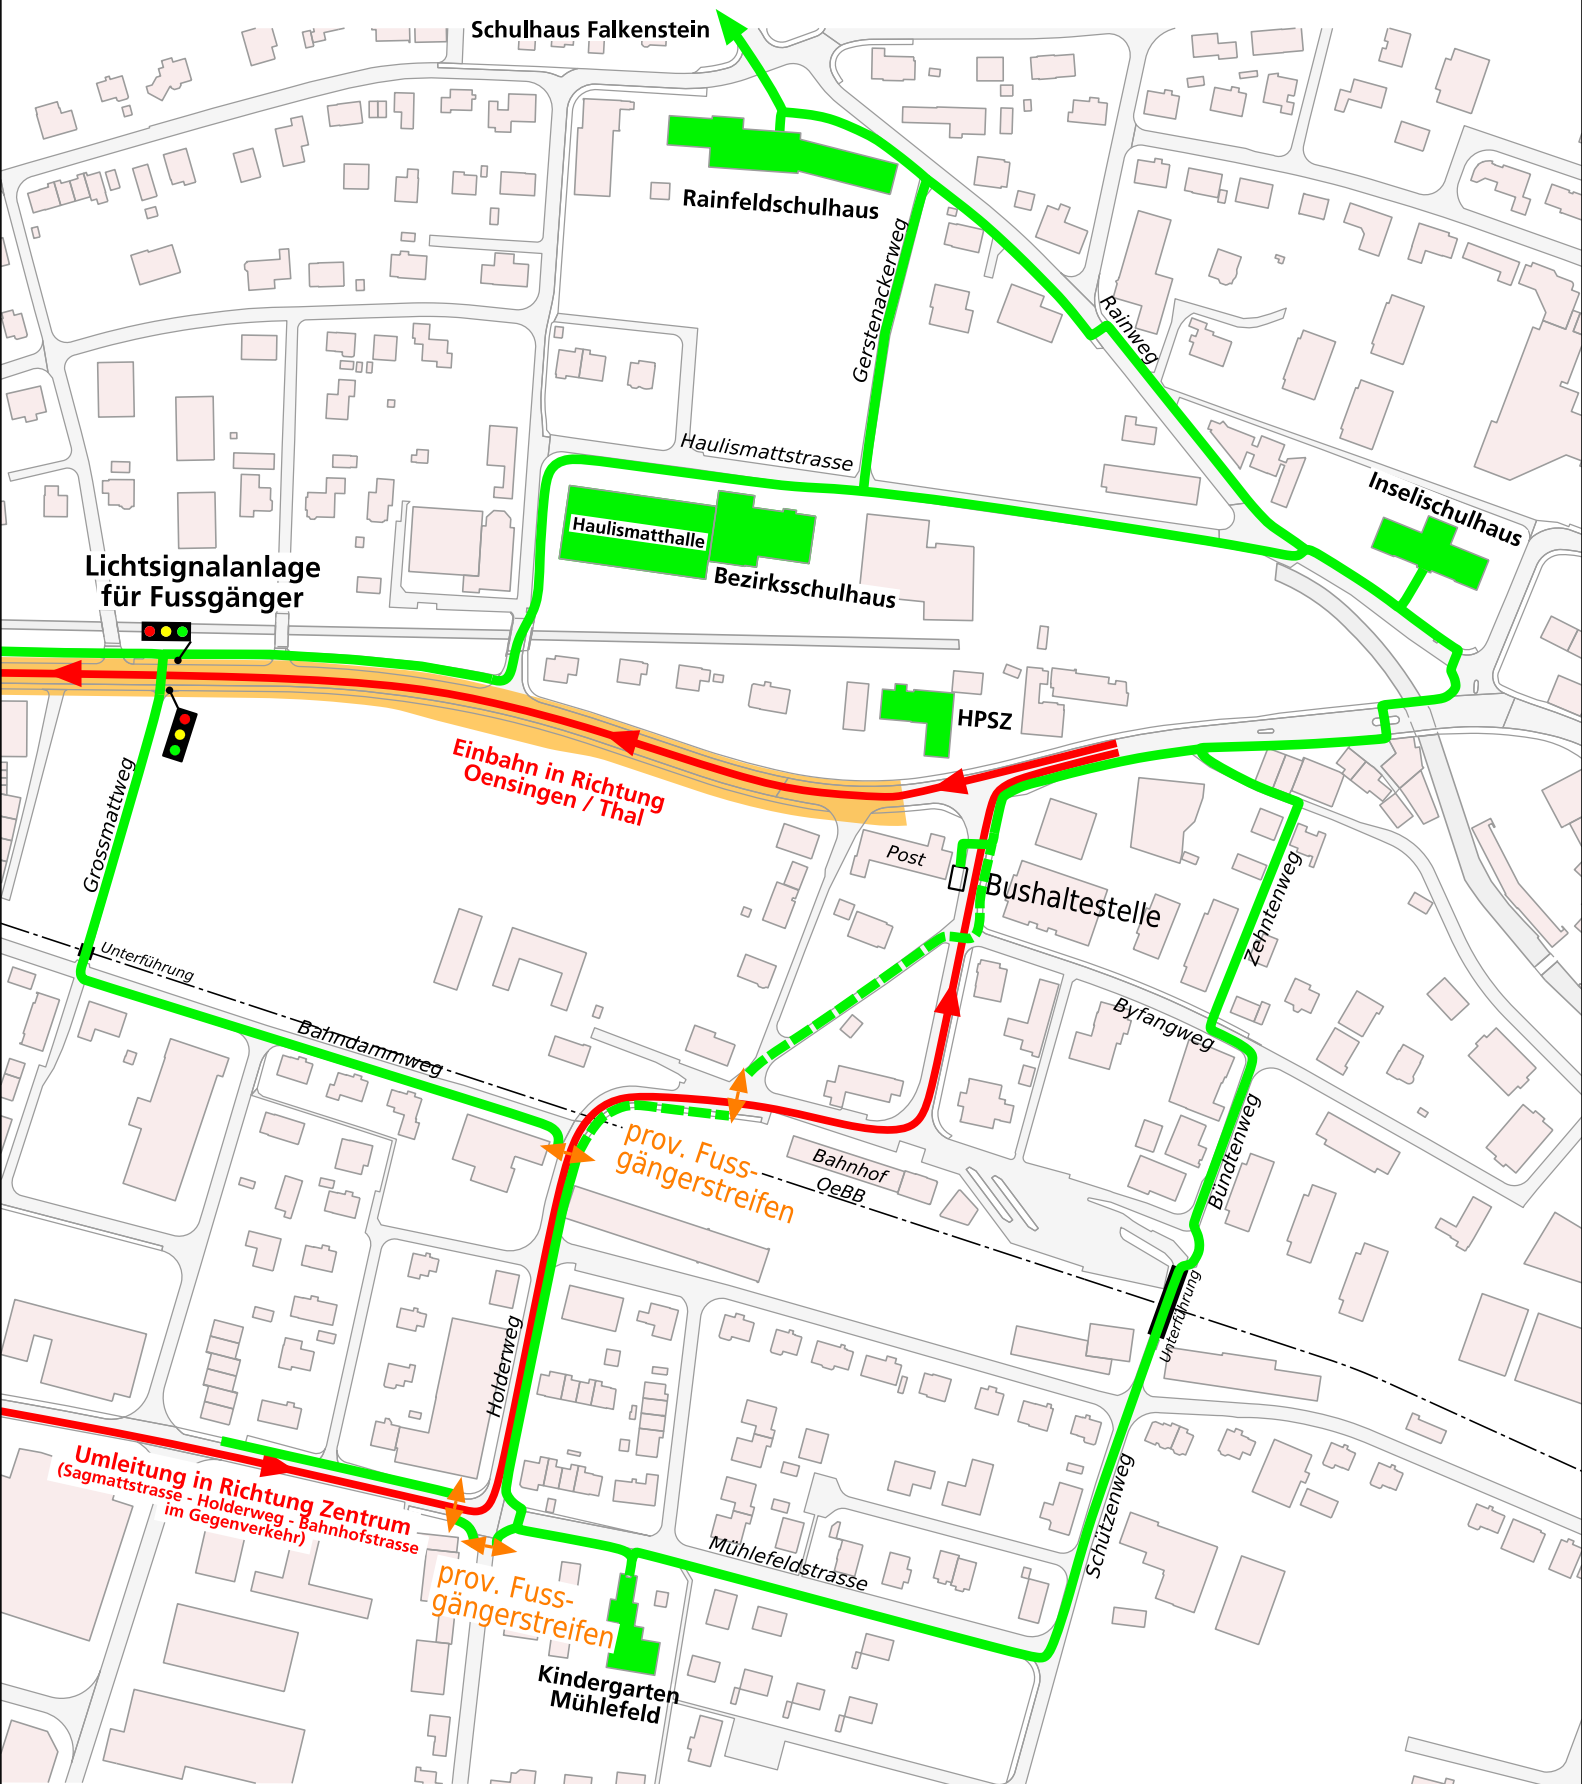 Schulhaus Falkenstein
Rainfeldschulhaus
Gerstenackerweg
Rainweg
Haulismattstrasse
Inselischulhaus
Haulismatthalle
Bezirksschulhaus
Lichtsignalanlage
für Fussgänger
HPSZ
Einbahn in Richtung
Oensingen / Thal
Grossmattweg
Post
Bushaltestelle
Zehntenweg
Unterführung
Byfangweg
Bahndammweg
prov. Fuss-
gängerstreifen
Bahnhof
OeBB
Bündtenweg
Unterführung
Holderweg
Umleitung in Richtung Zentrum
(Sagmattstrasse - Holderweg - Bahnhofstrasse
im Gegenverkehr)
Schützenweg
Mühlefeldstrasse
prov. Fuss-
gängerstreifen
Kindergarten
Mühlefeld